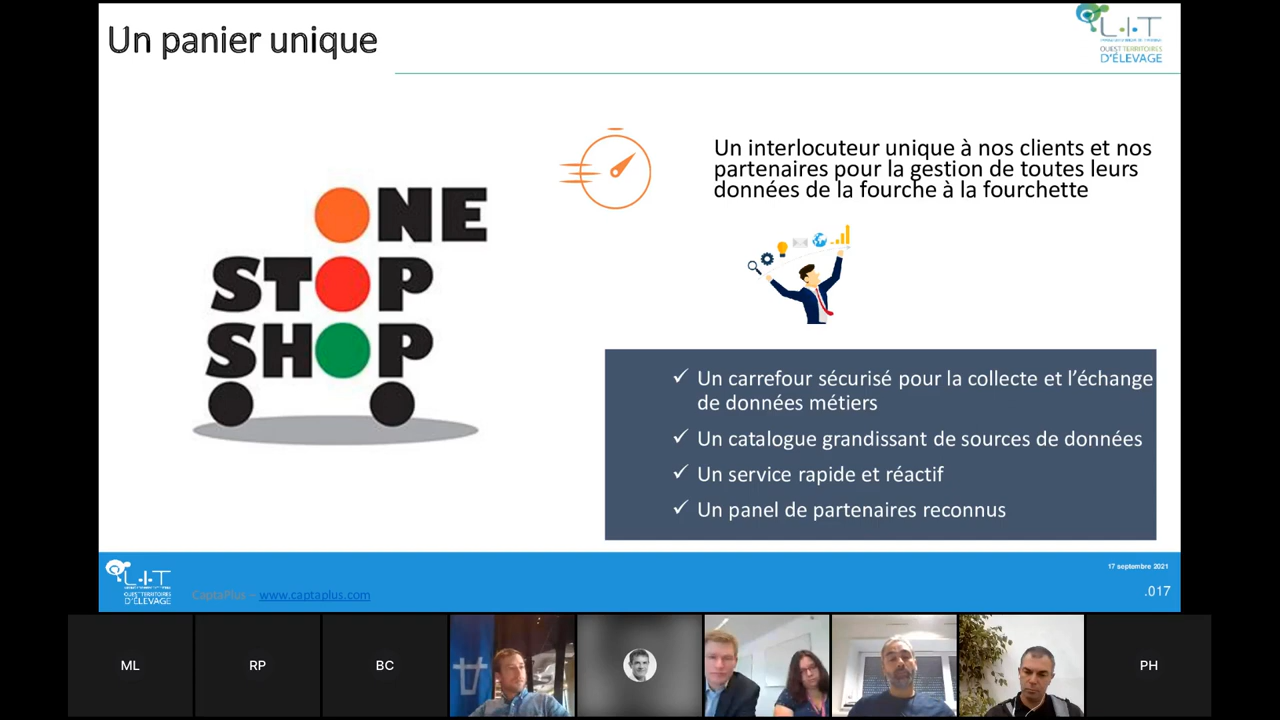 Un panier unique
L.I.T
OUEST TERRITOIRES
D'ÉLEVAGE
Un interlocuteur unique à nos clients et nos
partenaires pour la gestion de toutes leurs
données de la fourche à la fourchette
ONE
STOP
SHOP
✓ Un carrefour sécurisé pour la collecte et l'échange
de données métiers
✓ Un catalogue grandissant de sources de données
✓ Un service rapide et réactif
✓ Un panel de partenaires reconnus
L.I.T
OUEST TERRITOIRES
D'ÉLEVAGE
CaptaPlus – www.captaplus.com
17 septembre 2021
.017
ML
RP
BC
PH